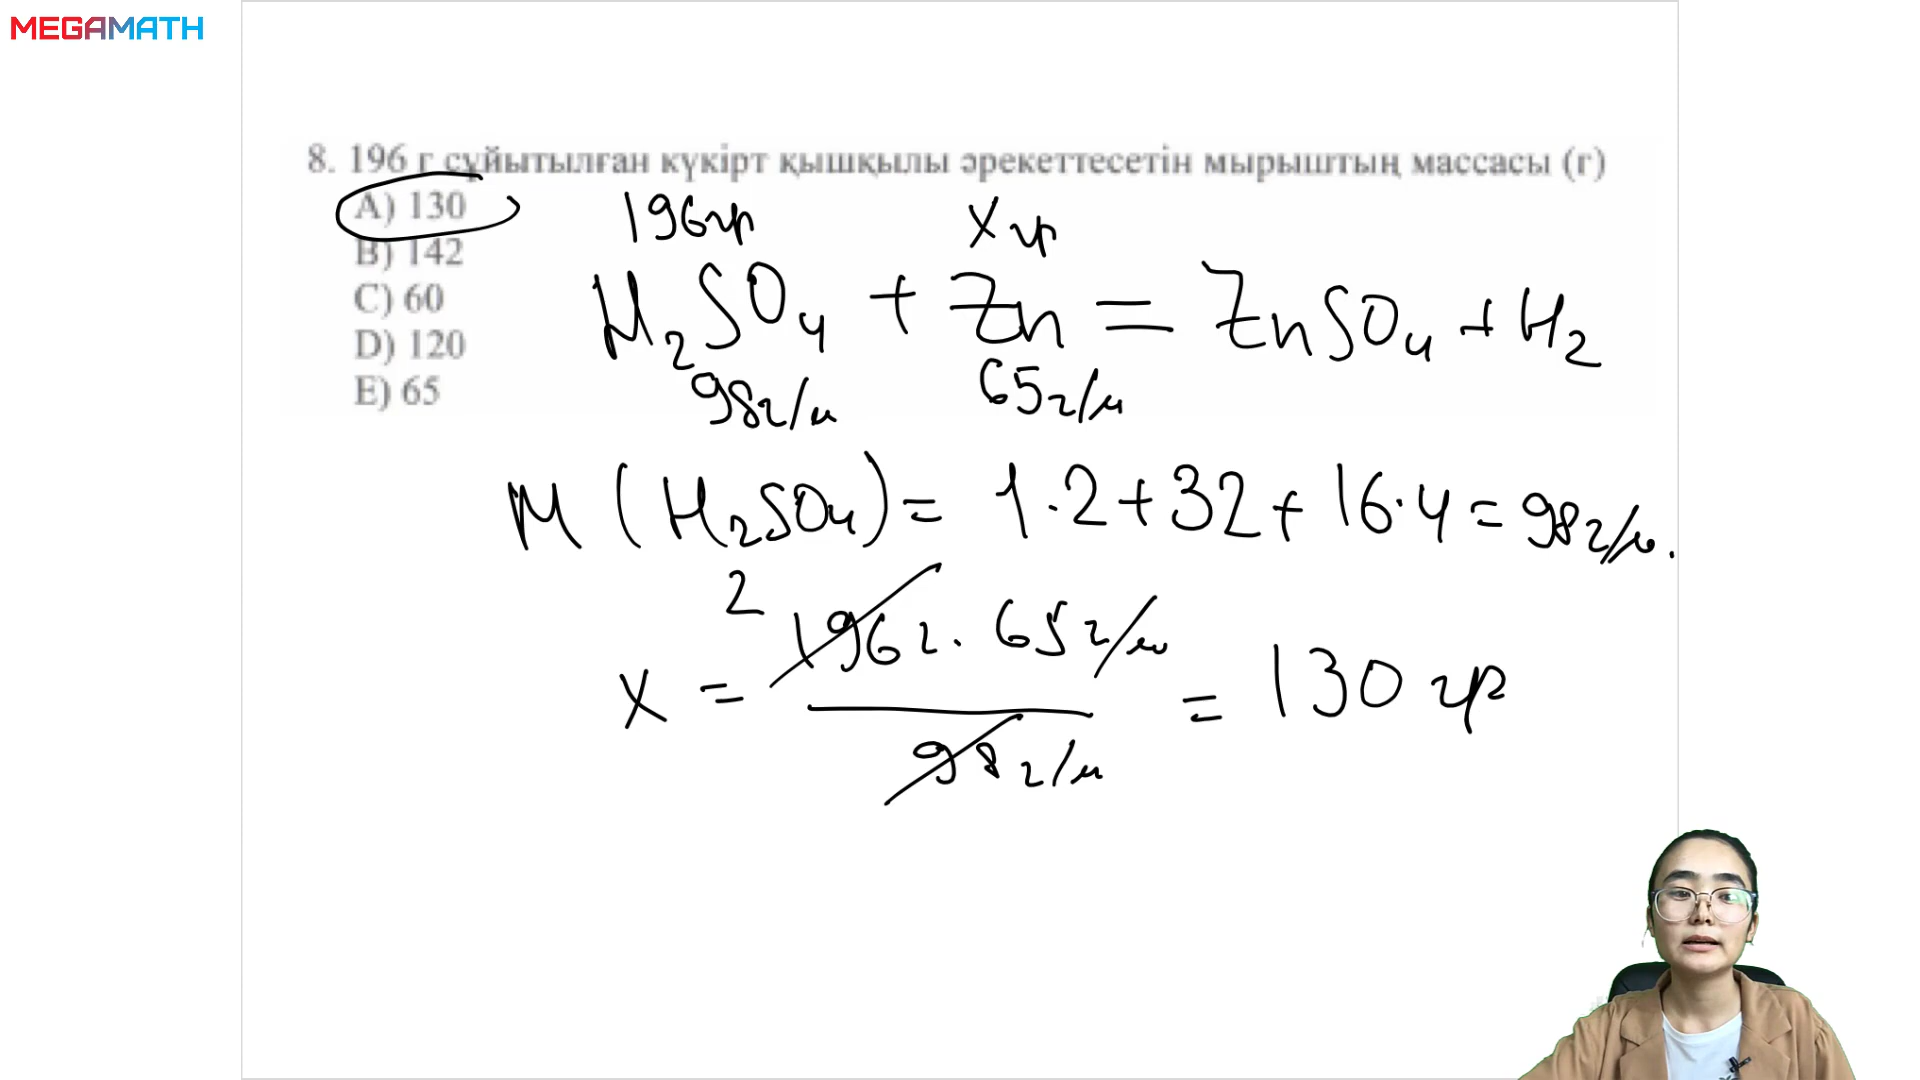 MEGAMATH
8. 196 г сұйытылған күкірт қышқылы әрекеттесетін мырыштың массасы (г)
A) 130
B) 142
C) 60
D) 120
E) 65
196гр хгр
H₂SO₄ + Zn = ZnSO₄ + H₂
98г/м 65г/м
M (H₂SO₄) = 1·2+32+16·4=98г/м.
2
x = 196г · 65г/м / 98г/м = 130 гр